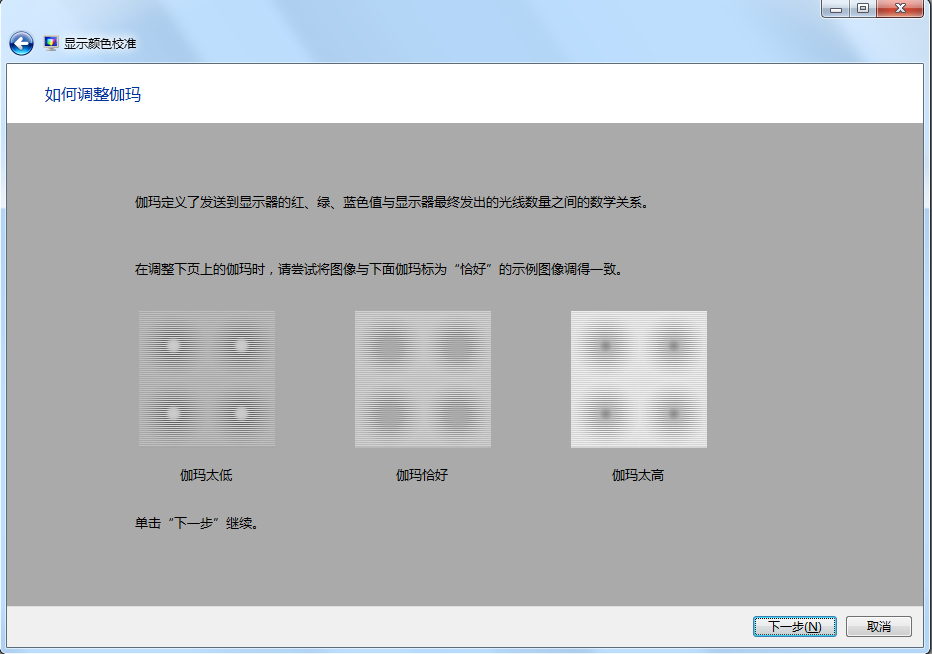 显示颜色校准
如何调整伽玛
伽玛定义了发送到显示器的红、绿、蓝色值与显示器最终发出的光线数量之间的数学关系。
在调整下页上的伽玛时，请尝试将图像与下面伽玛标为“恰好”的示例图像调得一致。
伽玛太低
伽玛恰好
伽玛太高
单击“下一步”继续。
下一步(N)
取消